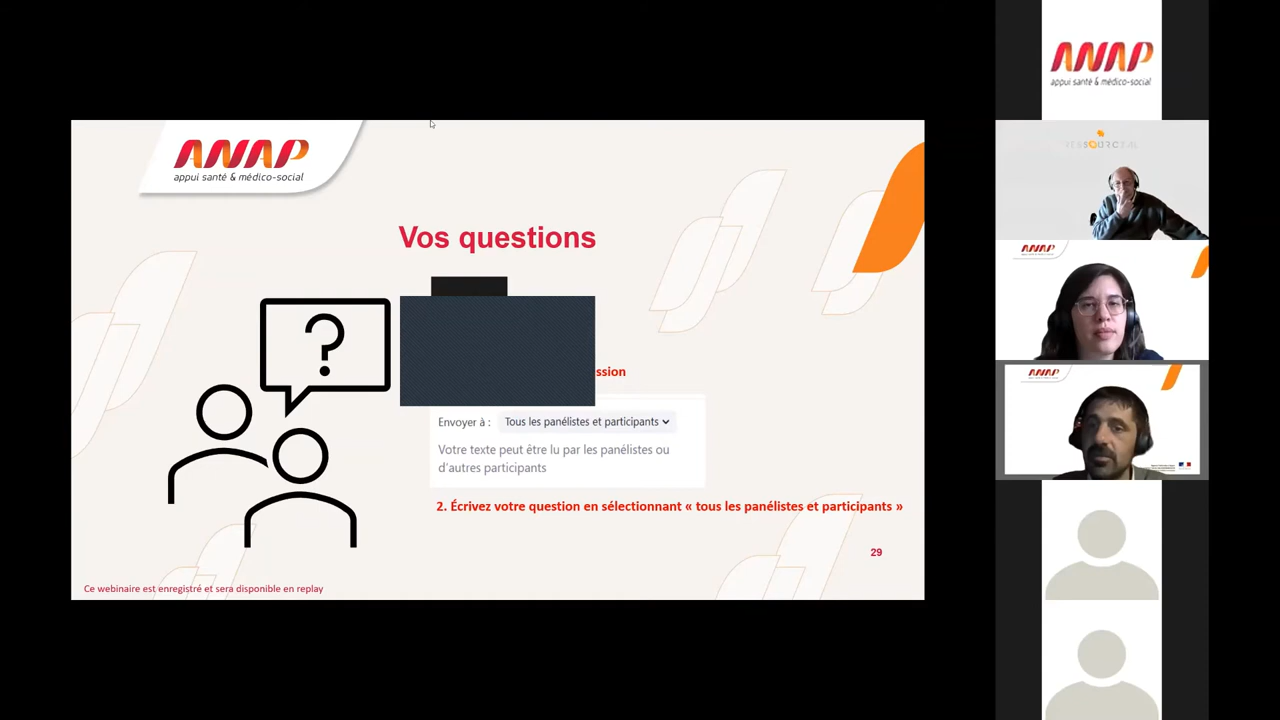 ANAP
appui santé & médico-social
Vos questions
?
ssion
Envoyer à : Tous les panélistes et participants
Votre texte peut être lu par les panélistes ou
d'autres participants
2. Écrivez votre question en sélectionnant « tous les panélistes et participants »
29
Ce webinaire est enregistré et sera disponible en replay
ANAP
appui santé & médico-social
ANAP
ANAP